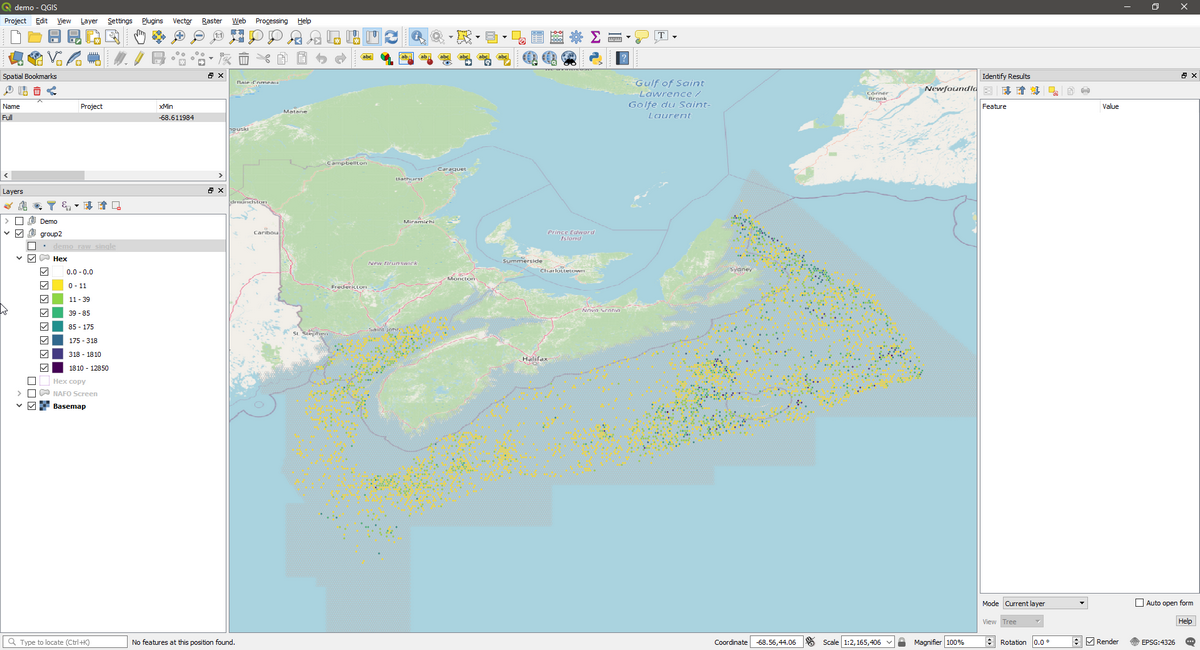 demo - QGIS
Project Edit View Layer Settings Plugins Vector Raster Web Processing Help
Spatial Bookmarks
Name Project xMin
Full -68.611984
Layers
Demo
group2
demo_raw_single
Hex
0.0 - 0.0
0 - 11
11 - 39
39 - 85
85 - 175
175 - 318
318 - 1810
1810 - 12850
Hex copy
NAFO Screen
Basemap
Baie-Comeau
Matane
Campbellton
Bathurst
Caraquet
Edmundston
Caribou
Miramichi
New Brunswick
Fredericton
Moncton
Saint John
St. Stephen
Summerside
Charlottetown
Prince Edward
Island
Nova Scotia
Halifax
Sydney
Gulf of Saint
Lawrence /
Golfe du Saint-
Laurent
Corner
Brook
Newfoundla
Identify Results
Feature Value
Mode Current layer Auto open form
View Tree Help
Type to locate (Ctrl+K) No features at this position found. Coordinate -68.56,44.06 Scale 1:2,165,406 Magnifier 100% Rotation 0.0 ° Render EPSG:4326